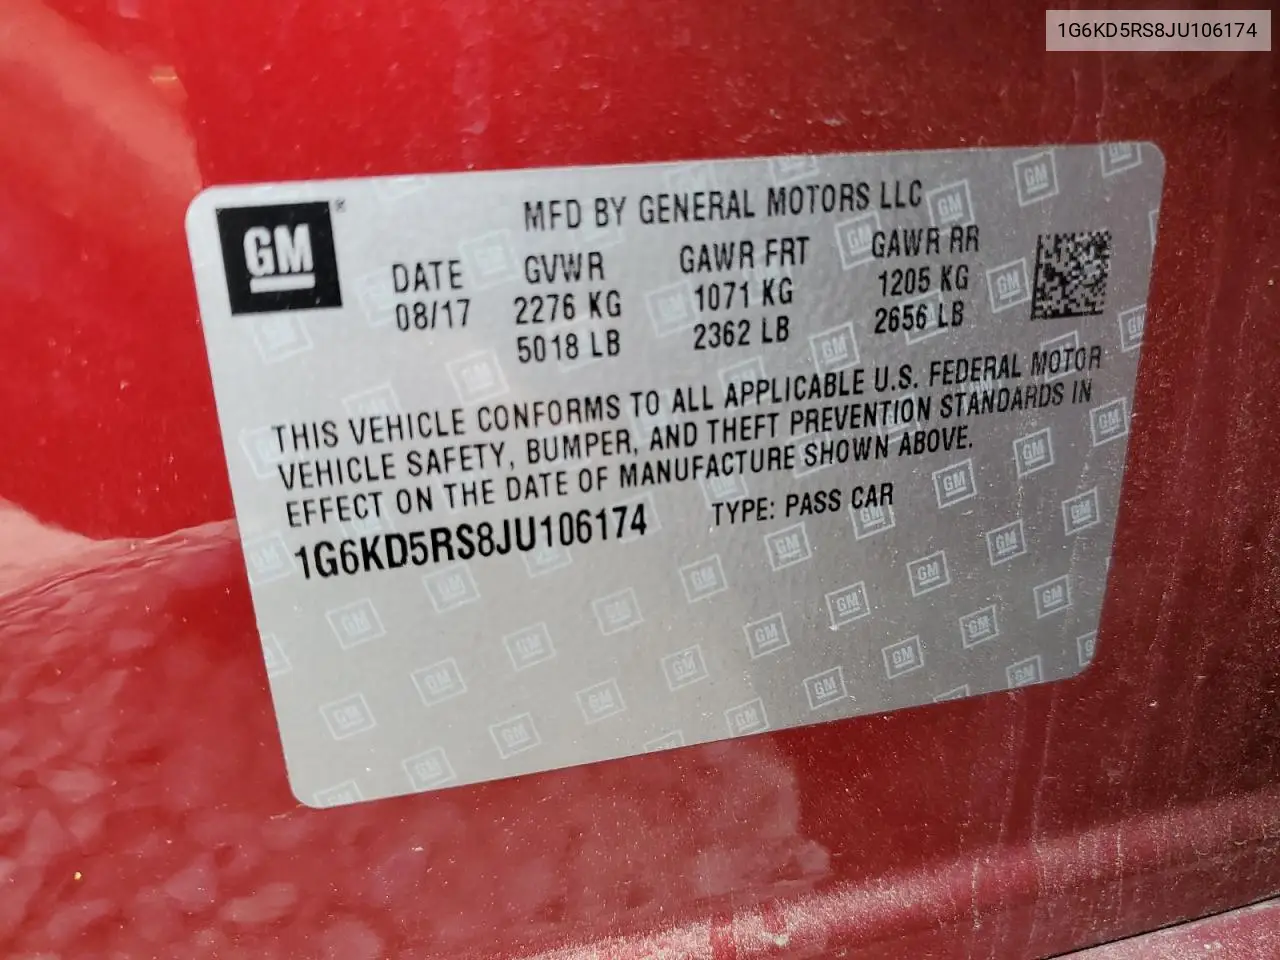 1G6KD5RS8JU106174
GM
MFD BY GENERAL MOTORS LLC
DATE GVWR GAWR FRT GAWR RR
08/17 2276 KG 1071 KG 1205 KG
5018 LB 2362 LB 2656 LB
THIS VEHICLE CONFORMS TO ALL APPLICABLE U.S. FEDERAL MOTOR
VEHICLE SAFETY, BUMPER, AND THEFT PREVENTION STANDARDS IN
EFFECT ON THE DATE OF MANUFACTURE SHOWN ABOVE.
1G6KD5RS8JU106174 TYPE: PASS CAR